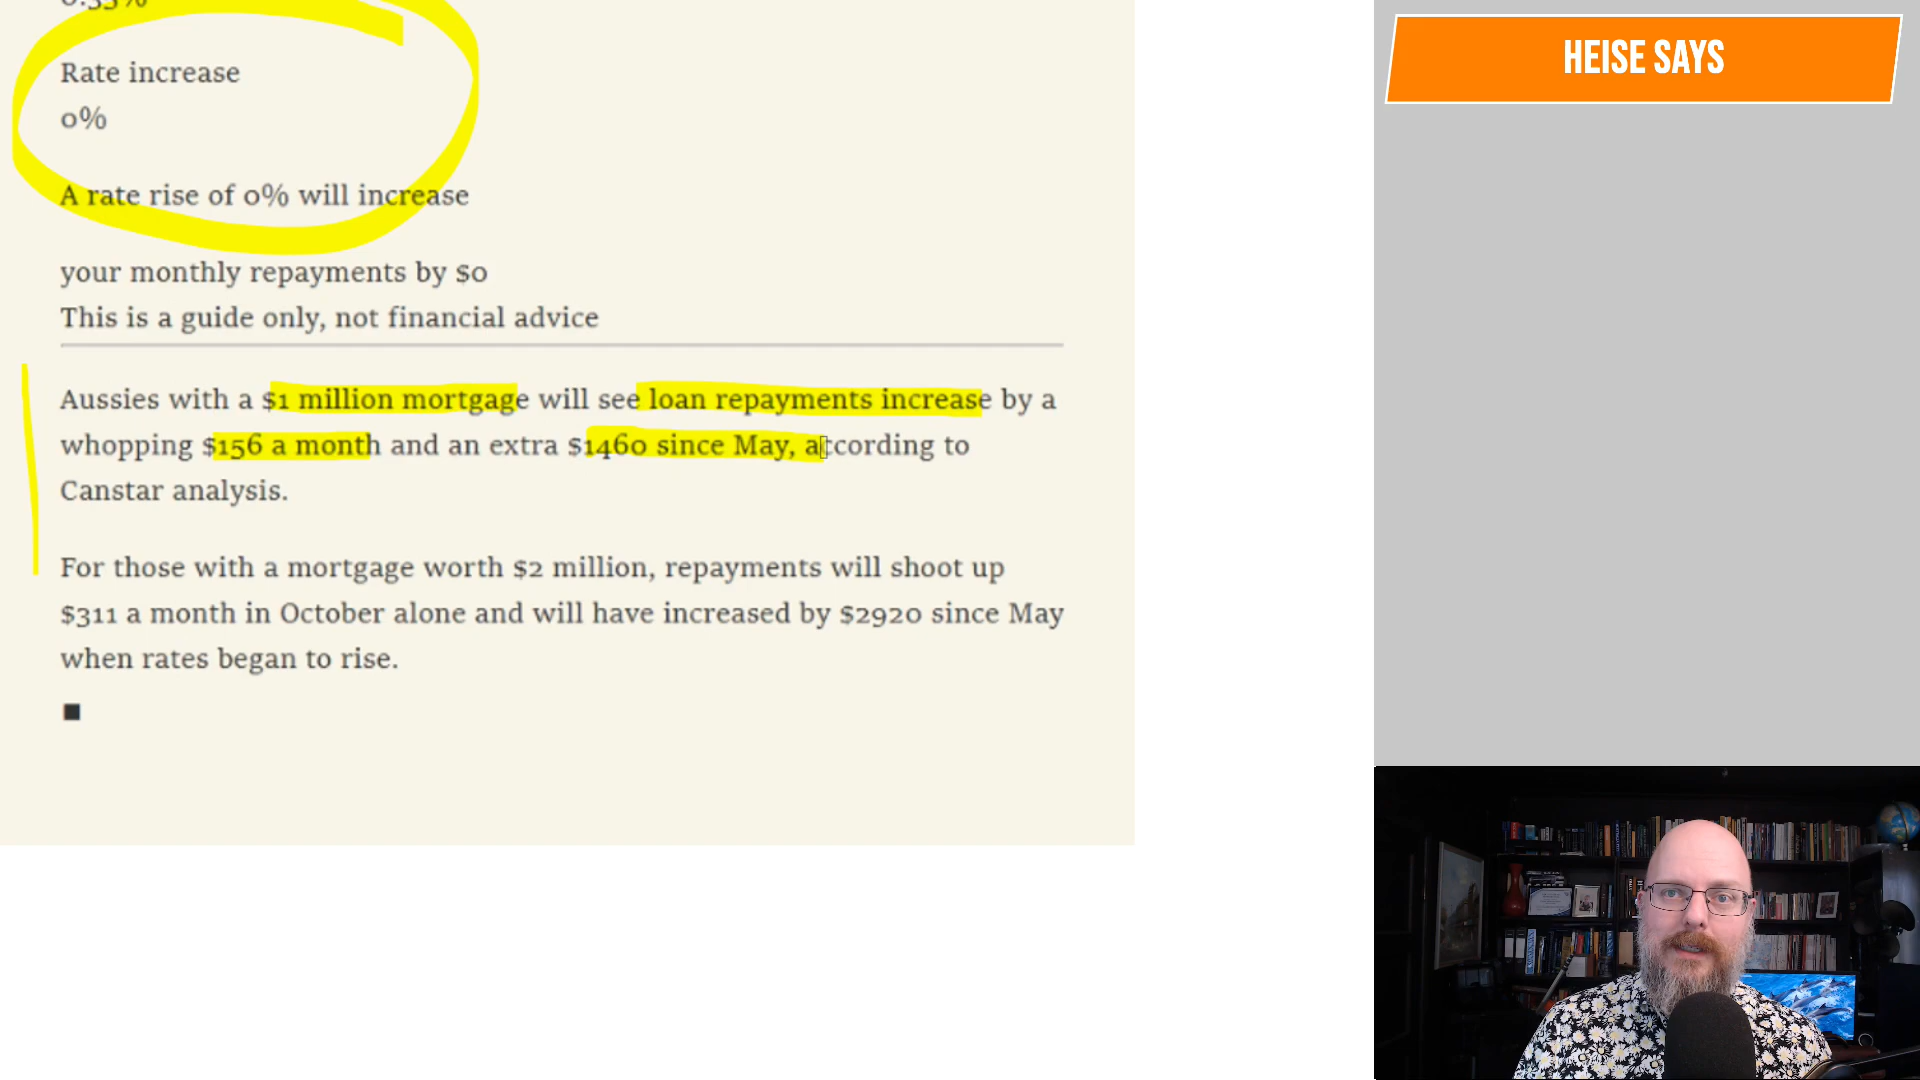 0.35%
Rate increase
0%
A rate rise of 0% will increase
your monthly repayments by $0
This is a guide only, not financial advice
Aussies with a $1 million mortgage will see loan repayments increase by a
whopping $156 a month and an extra $1460 since May, according to
Canstar analysis.
For those with a mortgage worth $2 million, repayments will shoot up
$311 a month in October alone and will have increased by $2920 since May
when rates began to rise.
HEISE SAYS